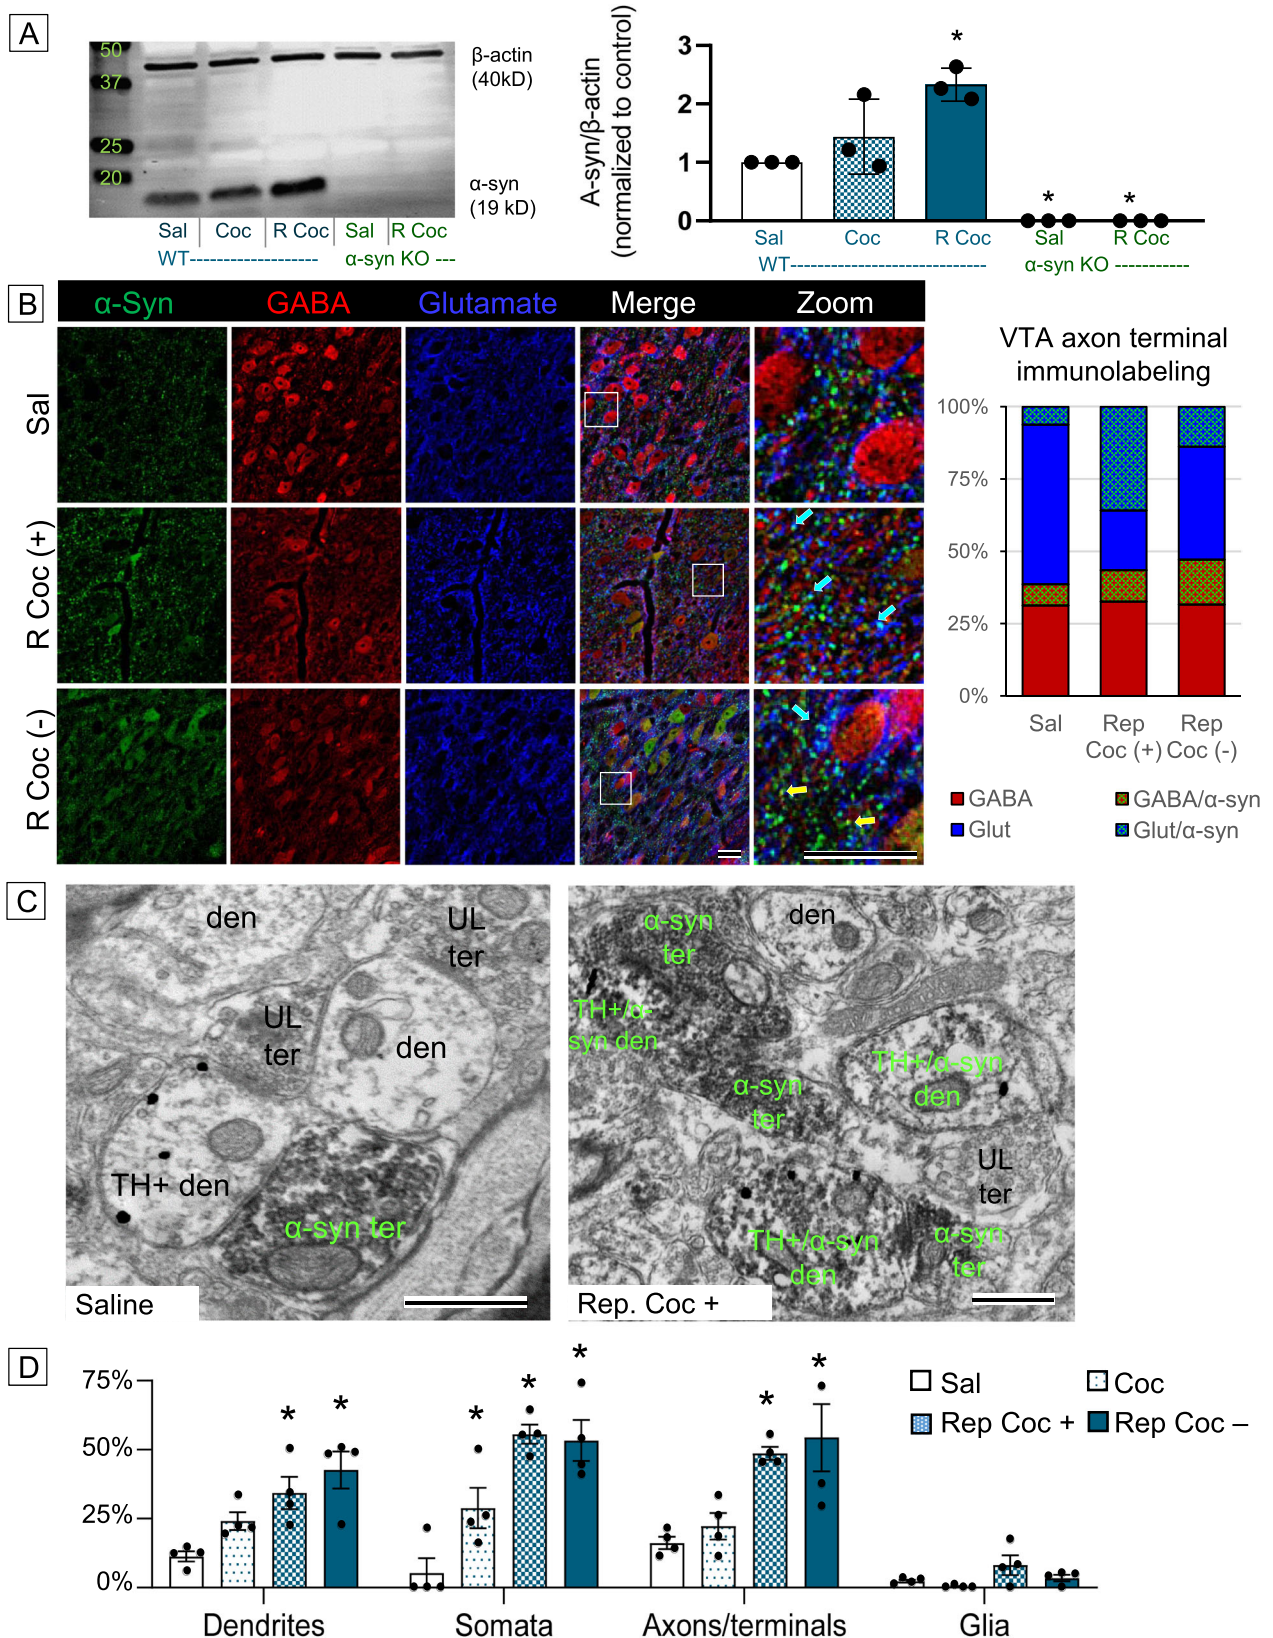 A
50
37
25
20
β-actin
(40kD)
α-syn
(19 kD)
Sal Coc R Coc Sal R Coc
WT------------------- α-syn KO ---
A-syn/β-actin
(normalized to control)
3
2
1
0
*
* *
Sal Coc R Coc Sal R Coc
WT---------------------------- α-syn KO -----------
B
α-Syn GABA Glutamate Merge Zoom
Sal
R Coc (+)
R Coc (-)
VTA axon terminal
immunolabeling
100%
75%
50%
25%
0%
Sal Rep Rep
Coc (+) Coc (-)
GABA GABA/α-syn
Glut Glut/α-syn
C
den
UL
ter
UL
ter
den
TH+ den
α-syn ter
Saline
α-syn
ter
den
TH+/α-
syn den
TH+/α-syn
den
α-syn
ter
UL
ter
TH+/α-syn
den
α-syn
ter
Rep. Coc +
D
75%
50%
25%
0%
* *
* * *
* *
Sal Coc
Rep Coc + Rep Coc –
Dendrites Somata Axons/terminals Glia